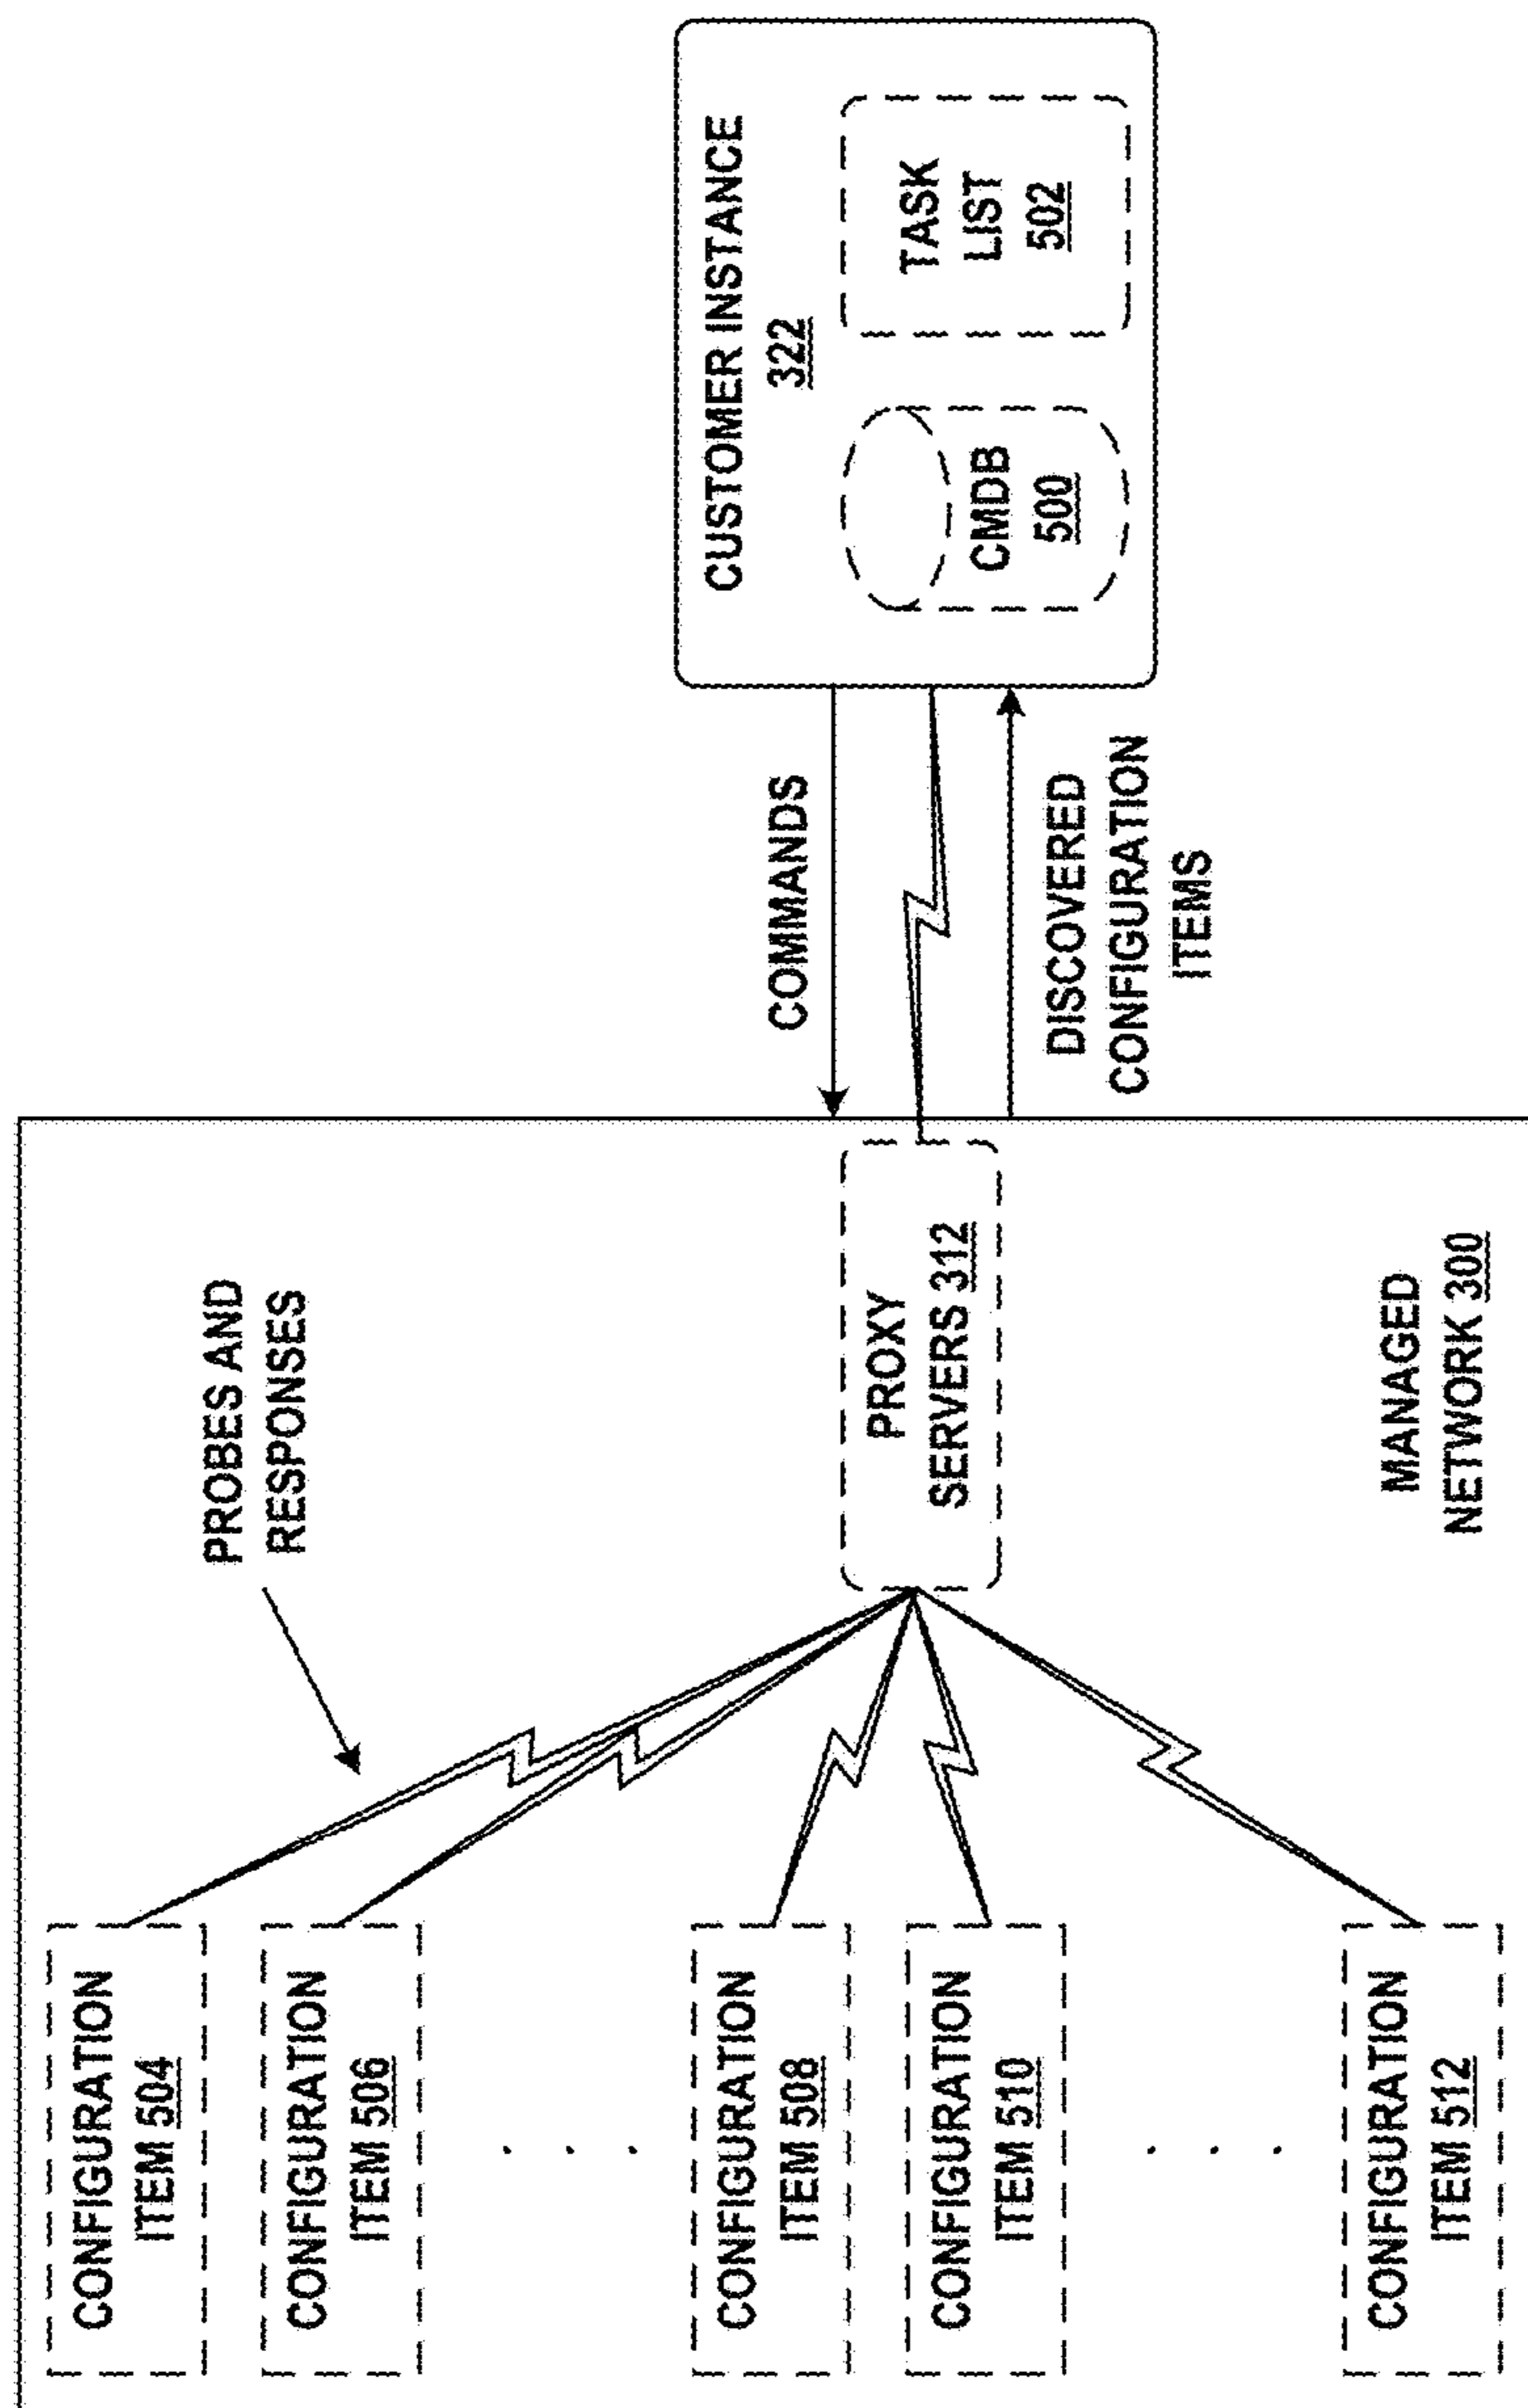 CUSTOMER INSTANCE
322
CMDB
500
TASK
LIST
502
COMMANDS
DISCOVERED
CONFIGURATION
ITEMS
PROBES AND
RESPONSES
PROXY
SERVERS 312
MANAGED
NETWORK 300
CONFIGURATION
ITEM 504
CONFIGURATION
ITEM 506
. . .
CONFIGURATION
ITEM 508
CONFIGURATION
ITEM 510
. . .
CONFIGURATION
ITEM 512